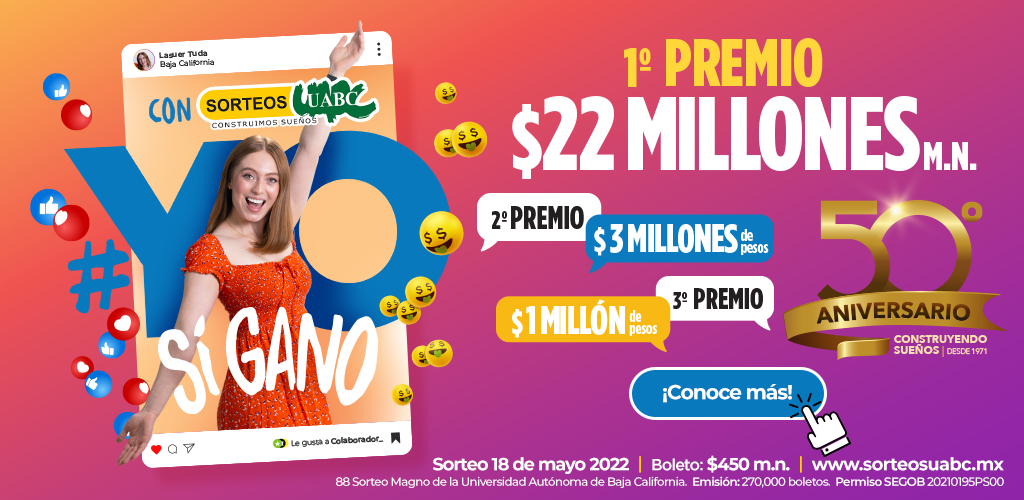 Lasuer Tuda
Baja California
CON SORTEOS UABC
CONSTRUIMOS SUEÑOS
#YO
SÍ GANO
Le gusta a Colaborador_
1º PREMIO
$22 MILLONES M.N.
2º PREMIO
$3 MILLONES de pesos
3º PREMIO
$1 MILLÓN de pesos
50º
ANIVERSARIO
CONSTRUYENDO
SUEÑOS | DESDE 1971
¡Conoce más!
Sorteo 18 de mayo 2022 | Boleto: $450 m.n. | www.sorteosuabc.mx
88 Sorteo Magno de la Universidad Autónoma de Baja California. Emisión: 270,000 boletos. Permiso SEGOB 20210195PS00